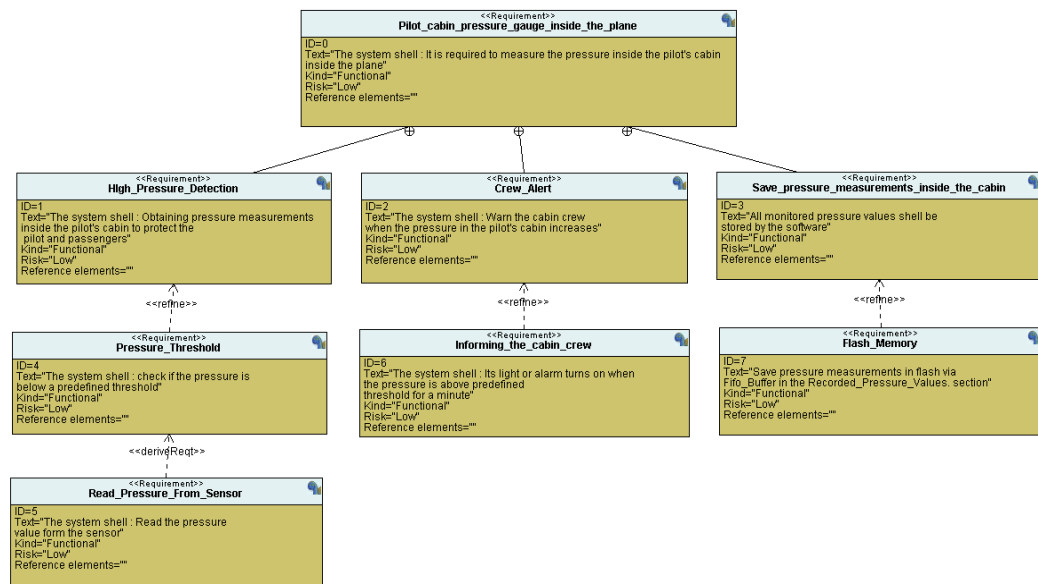 <<Requirement>>
Pilot_cabin_pressure_gauge_inside_the_plane
ID=0
Text="The system shell : It is required to measure the pressure inside the pilot's cabin
inside the plane"
Kind="Functional"
Risk="Low"
Reference elements=""
<<Requirement>>
High_Pressure_Detection
ID=1
Text="The system shell : Obtaining pressure measurements
inside the pilot's cabin to protect the
pilot and passengers"
Kind="Functional"
Risk="Low"
Reference elements=""
<<Requirement>>
Crew_Alert
ID=2
Text="The system shell : Warn the cabin crew
when the pressure in the pilot's cabin increases"
Kind="Functional"
Risk="Low"
Reference elements=""
<<Requirement>>
Save_pressure_measurements_inside_the_cabin
ID=3
Text="All monitored pressure values shell be
stored by the software"
Kind="Functional"
Risk="Low"
Reference elements=""
<<refine>>
<<refine>>
<<refine>>
<<Requirement>>
Pressure_Threshold
ID=4
Text="The system shell : check if the pressure is
below a predefined threshold"
Kind="Functional"
Risk="Low"
Reference elements=""
<<Requirement>>
Informing_the_cabin_crew
ID=6
Text="The system shell : Its light or alarm turns on when
the pressure is above predefined
threshold for a minute"
Kind="Functional"
Risk="Low"
Reference elements=""
<<Requirement>>
Flash_Memory
ID=7
Text="Save pressure measurements in flash via
Fifo_Buffer in the Recorded_Pressure_Values. section"
Kind="Functional"
Risk="Low"
Reference elements=""
<<deriveReqt>>
<<Requirement>>
Read_Pressure_From_Sensor
ID=5
Text="The system shell : Read the pressure
value form the sensor"
Kind="Functional"
Risk="Low"
Reference elements=""